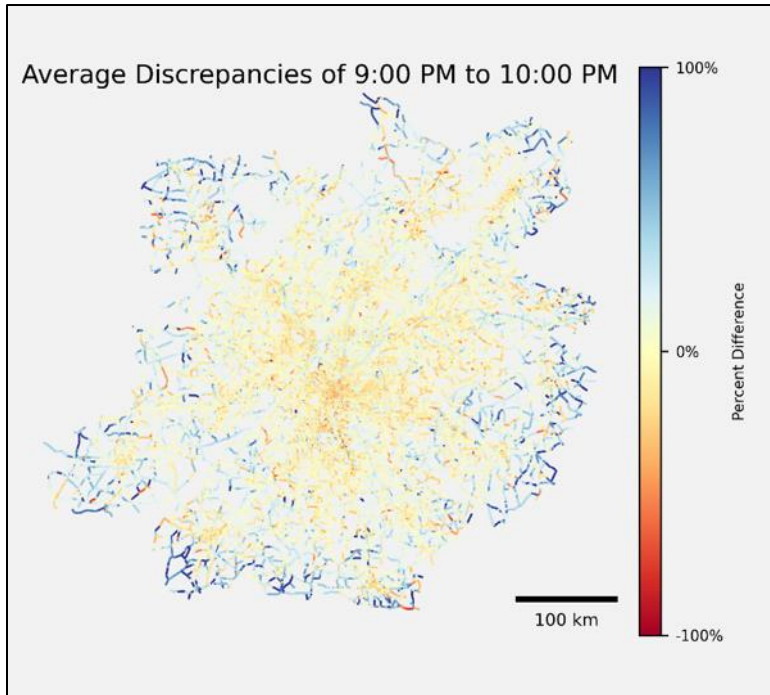 Average Discrepancies of 9:00 PM to 10:00 PM
100%
0%
-100%
Percent Difference
100 km